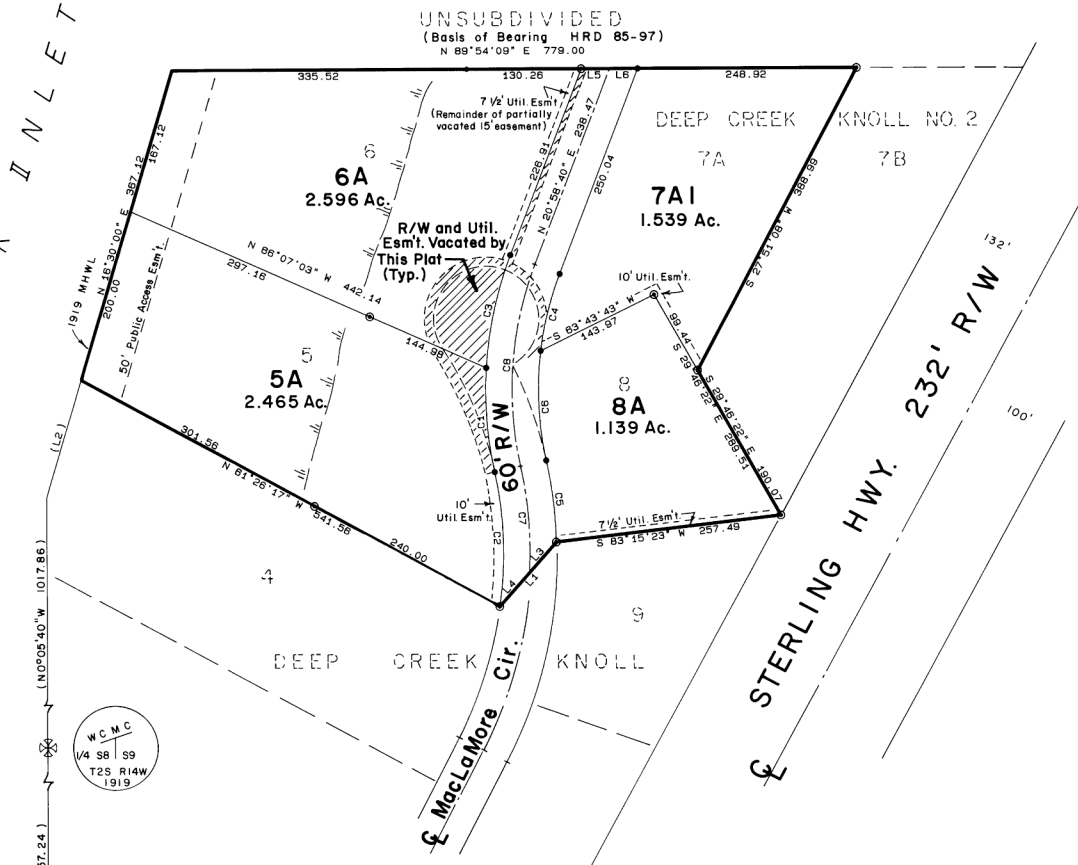 UNSUBDIVIDED
(Basis of Bearing HRD 85-97)
N 89°54'09" E 779.00
335.52
130.26
L5
L6
248.92
INLET
7 1/2' Util. Esm't.
(Remainder of partially
vacated 15' easement)
228.91
N 20°58'40" E 238.47
250.04
DEEP CREEK KNOLL NO. 2
7A
7B
6
6A
2.596 Ac.
7A1
1.539 Ac.
N 16°30'00" E 367.12
167.12
200.00
1919 MHWL
50' Public Access Esm't.
R/W and Util.
Esm't. Vacated by
This Plat
(Typ.)
N 86°07'03" W 442.14
297.16
144.98
S 27°51'08" W 388.99
132'
232' R/W
100'
STERLING HWY.
10' Util. Esm't.
S 83°43'43" W
143.97
99.44
S 29°46'22" E 289.51
S 29°46'22" E 190.07
C3
C4
C8
C6
C1
C5
C7
C2
5
5A
2.465 Ac.
8
8A
1.139 Ac.
60' R/W
(L2)
301.56
N 81°26'17" W 541.56
240.00
10'
Util. Esm't.
7 1/2' Util. Esm't.
S 83°15'23" W 257.49
L3
L4
L1
4
9
DEEP CREEK KNOLL
(N0°05'40"W 1017.86)
MacLaMore Cir.
WCMC
1/4 S8 S9
T2S R14W
1919
57.24)